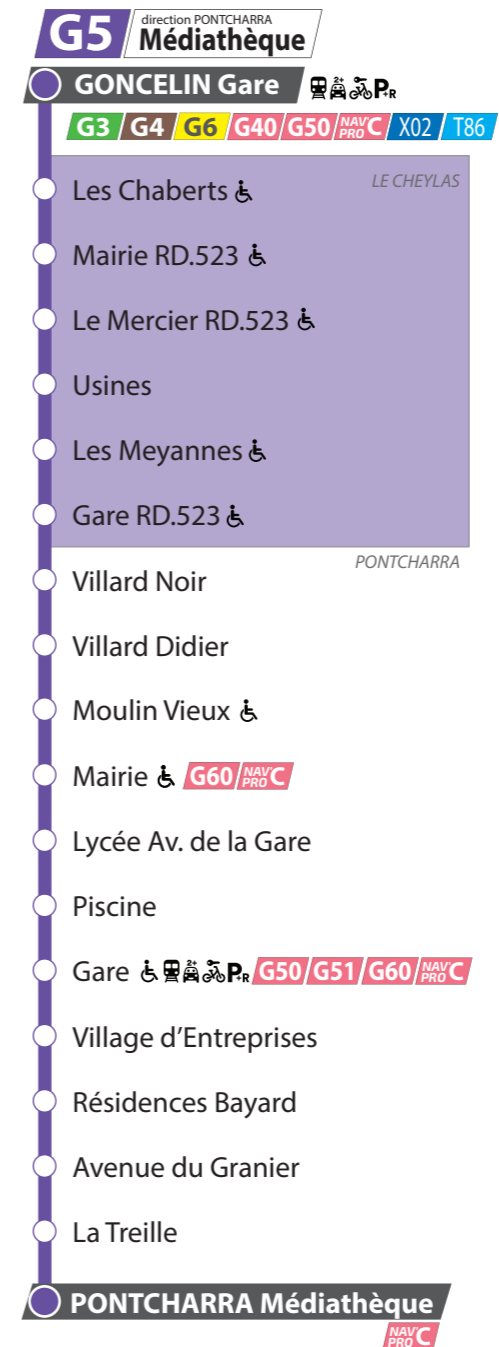 G5 direction PONTCHARRA
Médiathèque
GONCELIN Gare 2+ P+R
G3 G4 G6 G40 G50 NAV'C PRO X02 T86
LE CHEYLAS
Les Chaberts
Mairie RD.523
Le Mercier RD.523
Usines
Les Meyannes
Gare RD.523
PONTCHARRA
Villard Noir
Villard Didier
Moulin Vieux
Mairie G60 NAV'C PRO
Lycée Av. de la Gare
Piscine
Gare 2+ P+R G50 G51 G60 NAV'C PRO
Village d’Entreprises
Résidences Bayard
Avenue du Granier
La Treille
PONTCHARRA Médiathèque
NAV'C PRO